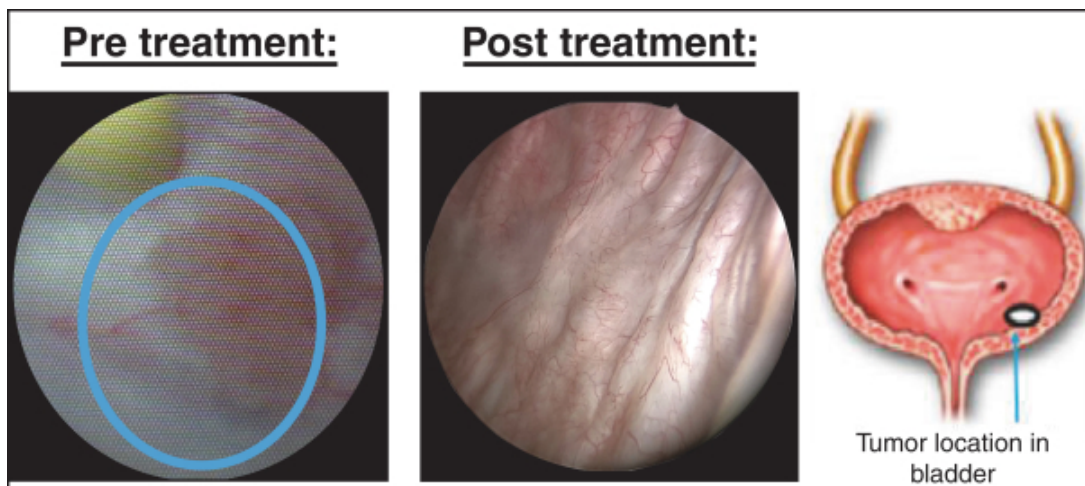 Pre treatment:
Post treatment:
Tumor location in
bladder